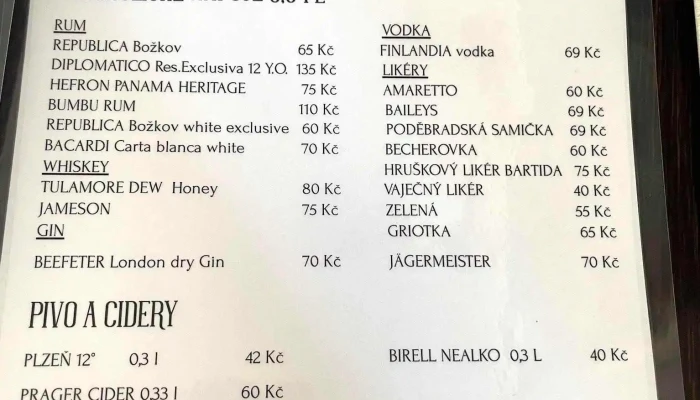 RUM
REPUBLICA Božkov 65 Kč
DIPLOMATICO Res.Exclusiva 12 Y.O. 135 Kč
HEFRON PANAMA HERITAGE 75 Kč
BUMBU RUM 110 Kč
REPUBLICA Božkov white exclusive 60 Kč
BACARDI Carta blanca white 70 Kč
WHISKEY
TULAMORE DEW Honey 80 Kč
JAMESON 75 Kč
GIN
BEEFETER London dry Gin 70 Kč
VODKA
FINLANDIA vodka 69 Kč
LIKÉRY
AMARETTO 60 Kč
BAILEYS 69 Kč
PODĚBRADSKÁ SAMIČKA 69 Kč
BECHEROVKA 60 Kč
HRUŠKOVÝ LIKÉR BARTIDA 75 Kč
VAJEČNÝ LIKÉR 40 Kč
ZELENÁ 55 Kč
GRIOTKA 65 Kč
JÄGERMEISTER 70 Kč
PIVO A CIDERY
PLZEŇ 12° 0,3 l 42 Kč
PRAGER CIDER 0,33 l 60 Kč
BIRELL NEALKO 0,3 L 40 Kč